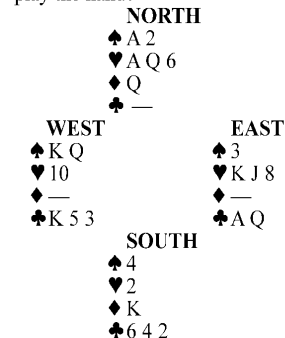 play the hand.
NORTH
♠ A 2
♥ A Q 6
♦ Q
♣ —
WEST EAST
♠ K Q ♠ 3
♥ 10 ♥ K J 8
♦ — ♦ —
♣ K 5 3 ♣ A Q
SOUTH
♠ 4
♥ 2
♦ K
♣ 6 4 2